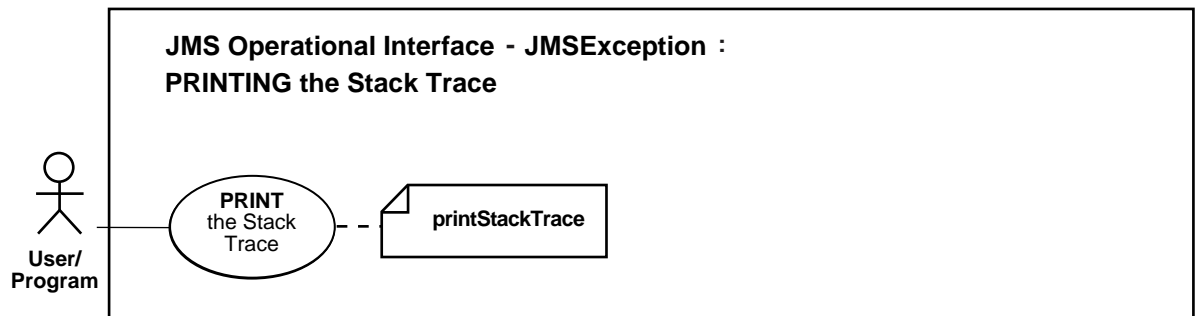 JMS Operational Interface - JMSException :
PRINTING the Stack Trace
PRINT
the Stack
Trace
printStackTrace
User/
Program